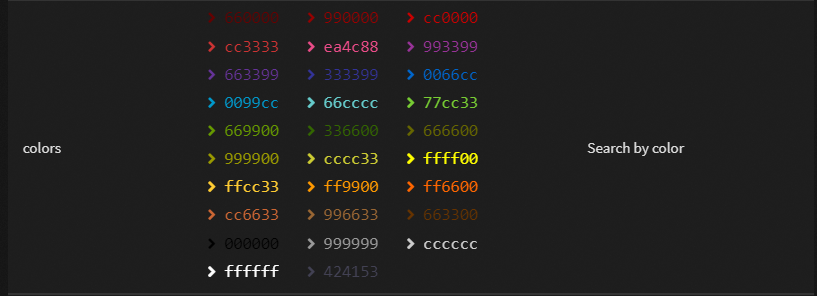 660000 990000 cc0000
cc3333 ea4c88 993399
663399 333399 0066cc
0099cc 66cccc 77cc33
669900 336600 666600
colors 999900 cccc33 ffff00 Search by color
ffcc33 ff9900 ff6600
cc6633 996633 663300
000000 999999 cccccc
ffffff 424153